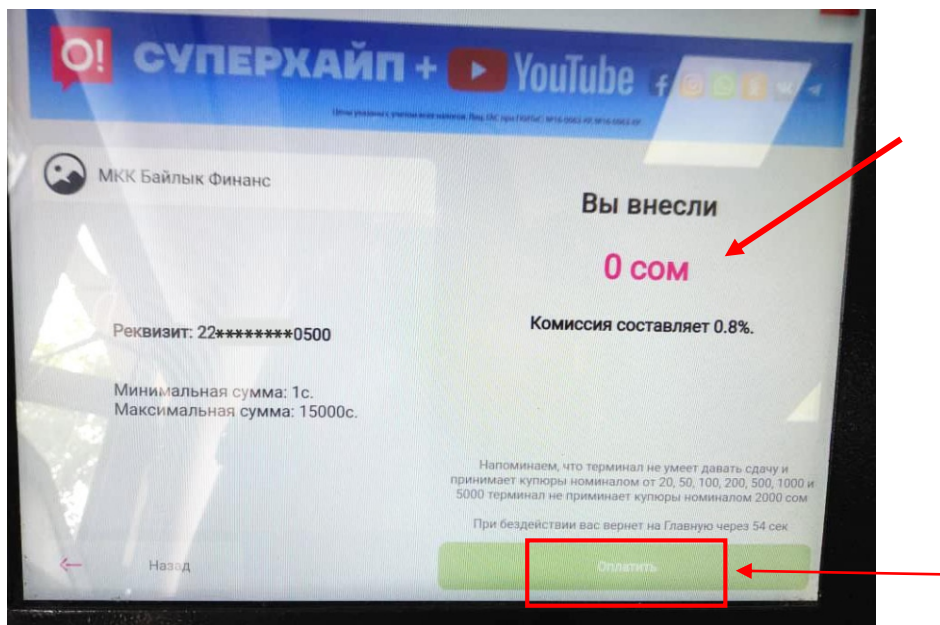 О! СУПЕРХАЙП + YouTube
МКК Байлык Финанс
Вы внесли
0 сом
Комиссия составляет 0.8%.
Реквизит: 22********0500
Минимальная сумма: 1с.
Максимальная сумма: 15000с.
Напоминаем, что терминал не умеет давать сдачу и
принимает купюры номиналом от 20, 50, 100, 200, 500, 1000 и
5000 терминал не приминает купюры номиналом 2000 сом
При бездействии вас вернет на Главную через 54 сек
Назад
Оплатить